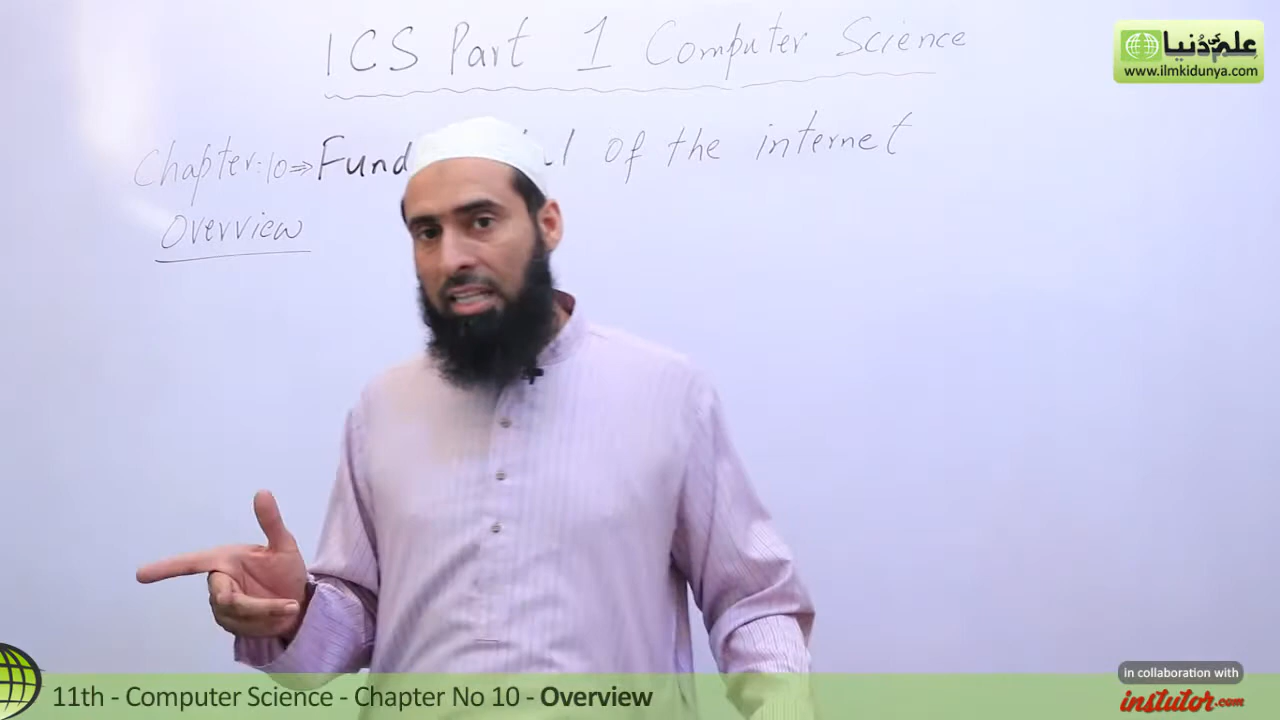 ICS Part 1 Computer Science
علم کی دنیا
www.ilmkidunya.com
Chapter:10⇒ of the internet
Overview
in collaboration with
instutor.com
11th - Computer Science - Chapter No 10 - Overview